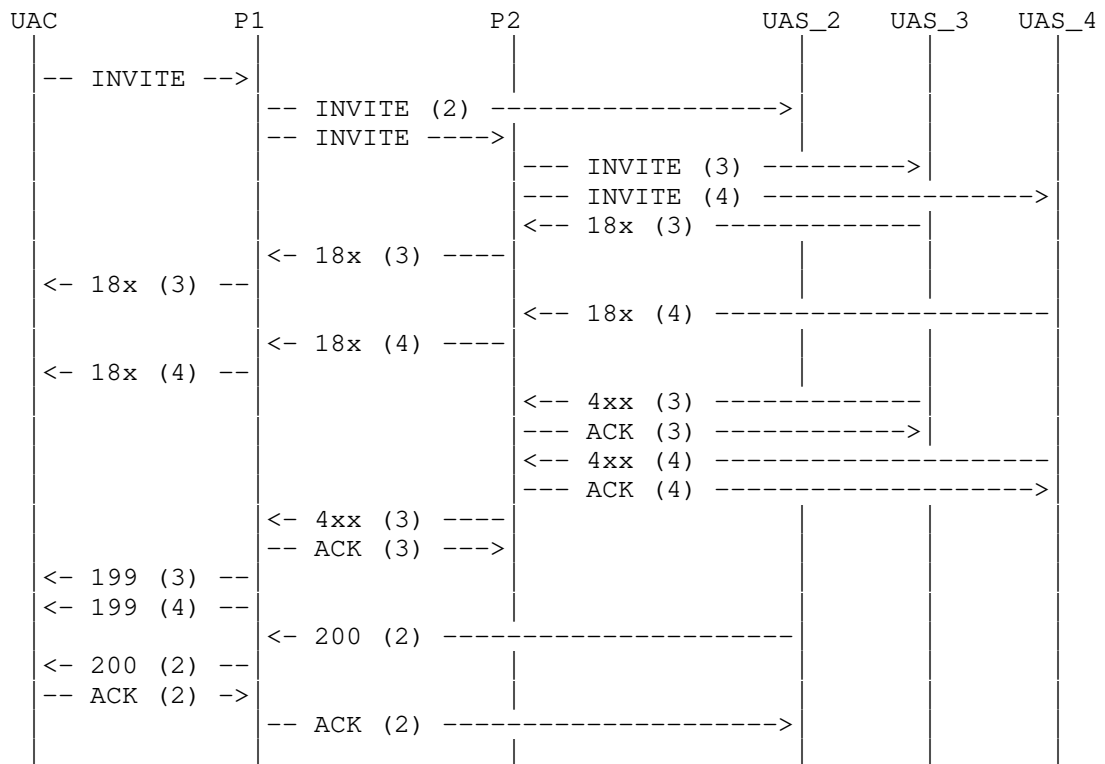 UAC P1 P2 UAS_2 UAS_3 UAS_4
-- INVITE -->
-- INVITE (2) ------------------>
-- INVITE ---->
--- INVITE (3) --------->
--- INVITE (4) ----------------->
<-- 18x (3) -------------
<- 18x (3) ----
<- 18x (3) --
<-- 18x (4) ---------------------
<- 18x (4) ----
<- 18x (4) --
<-- 4xx (3) -------------
--- ACK (3) ------------>
<-- 4xx (4) ---------------------
--- ACK (4) -------------------->
<- 4xx (3) ----
-- ACK (3) --->
<- 199 (3) --
<- 199 (4) --
<- 200 (2) ----------------------
<- 200 (2) --
-- ACK (2) ->
-- ACK (2) --------------------->